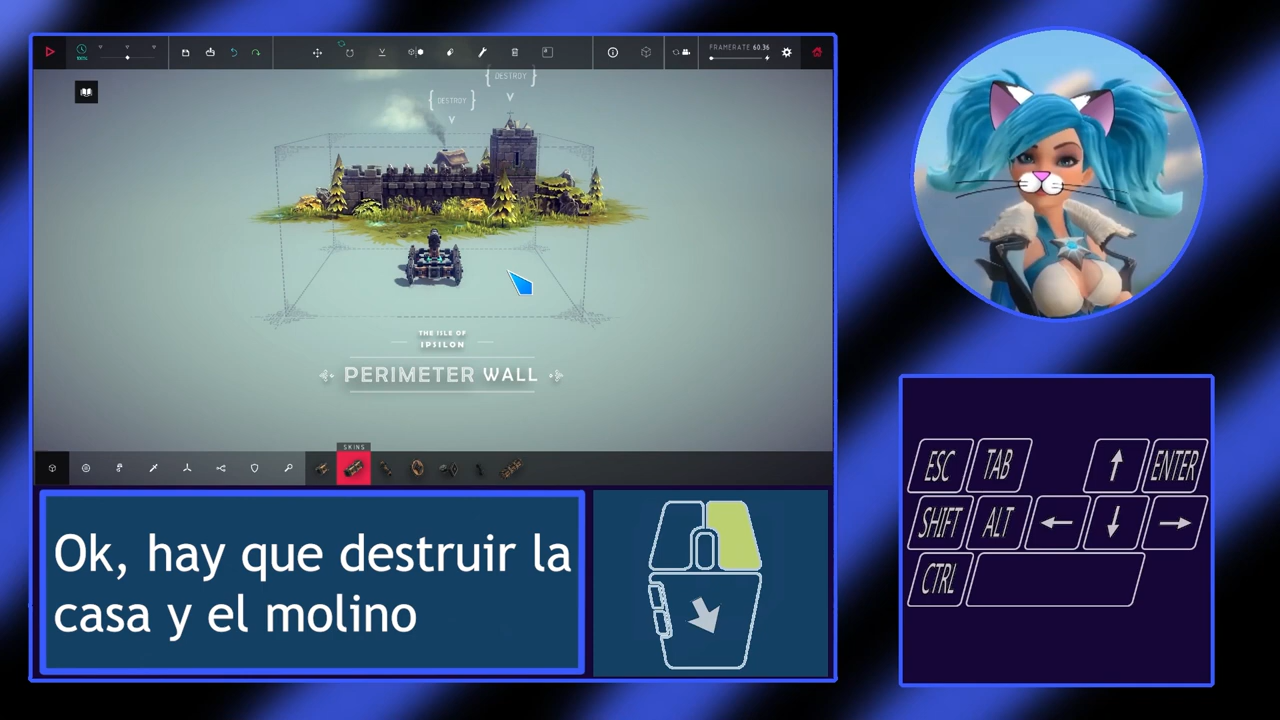 100%
FRAMERATE 60.36
DESTROY
DESTROY
THE ISLE OF
IPSILON
PERIMETER WALL
SKINS
Ok, hay que destruir la
casa y el molino
ESC TAB ENTER
SHIFT ALT
CTRL